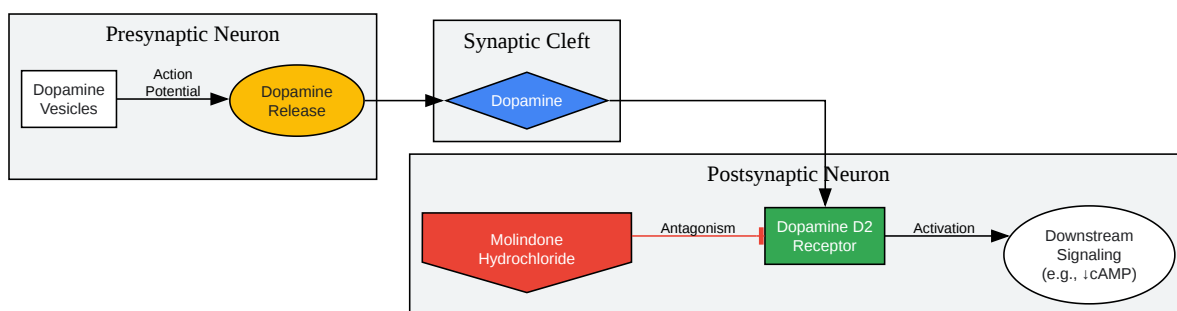 Presynaptic Neuron
Dopamine
Vesicles
Action
Potential
Dopamine
Release
Synaptic Cleft
Dopamine
Postsynaptic Neuron
Molindone
Hydrochloride
Antagonism
Dopamine D2
Receptor
Activation
Downstream
Signaling
(e.g., ↓cAMP)